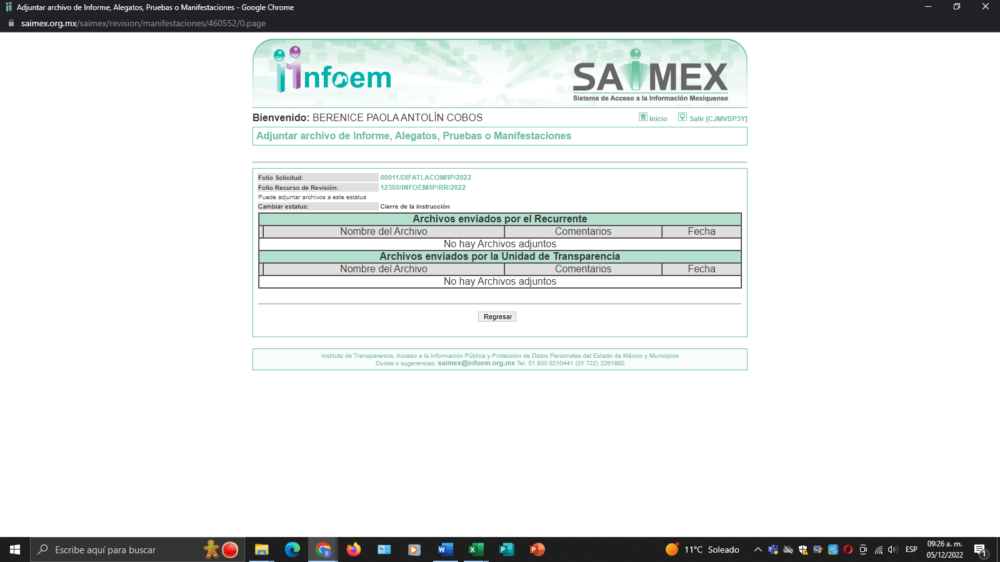 Adjuntar archivo de Informe, Alegatos, Pruebas o Manifestaciones - Google Chrome
saimex.org.mx/saimex/revision/manifestaciones/460552/0.page
infoem
SAIMEX
Sistema de Acceso a la Información Mexiquense
Bienvenido: BERENICE PAOLA ANTOLÍN COBOS
Inicio Salir [CJMVBP3Y]
Adjuntar archivo de Informe, Alegatos, Pruebas o Manifestaciones
Folio Solicitud: 00011/DIFATLACOM/IP/2022
Folio Recurso de Revisión: 12350/INFOEM/IP/RR/2022
Puede adjuntar archivos a este estatus
Cambiar estatus: Cierre de la instrucción
Archivos enviados por el Recurrente
Nombre del Archivo Comentarios Fecha
No hay Archivos adjuntos
Archivos enviados por la Unidad de Transparencia
Nombre del Archivo Comentarios Fecha
No hay Archivos adjuntos
Regresar
Instituto de Transparencia, Acceso a la Información Pública y Protección de Datos Personales del Estado de México y Municipios
Dudas o sugerencias: saimex@infoem.org.mx Tel. 01 800 8210441 (01 722) 2261980
Escribe aquí para buscar
11°C Soleado
ESP
09:26 a. m.
05/12/2022
1